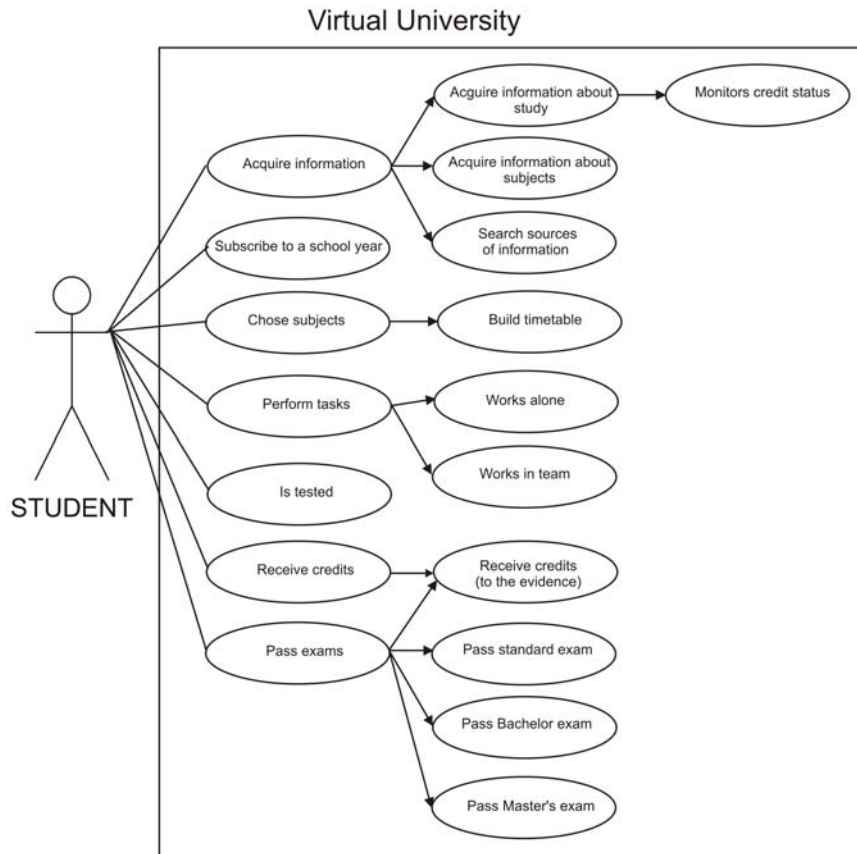 Virtual University
Acguire information about
study
Monitors credit status
Acquire information
Acquire information about
subjects
Search sources
of information
Subscribe to a school year
Chose subjects
Build timetable
Perform tasks
Works alone
Works in team
Is tested
STUDENT
Receive credits
Receive credits
(to the evidence)
Pass exams
Pass standard exam
Pass Bachelor exam
Pass Master's exam